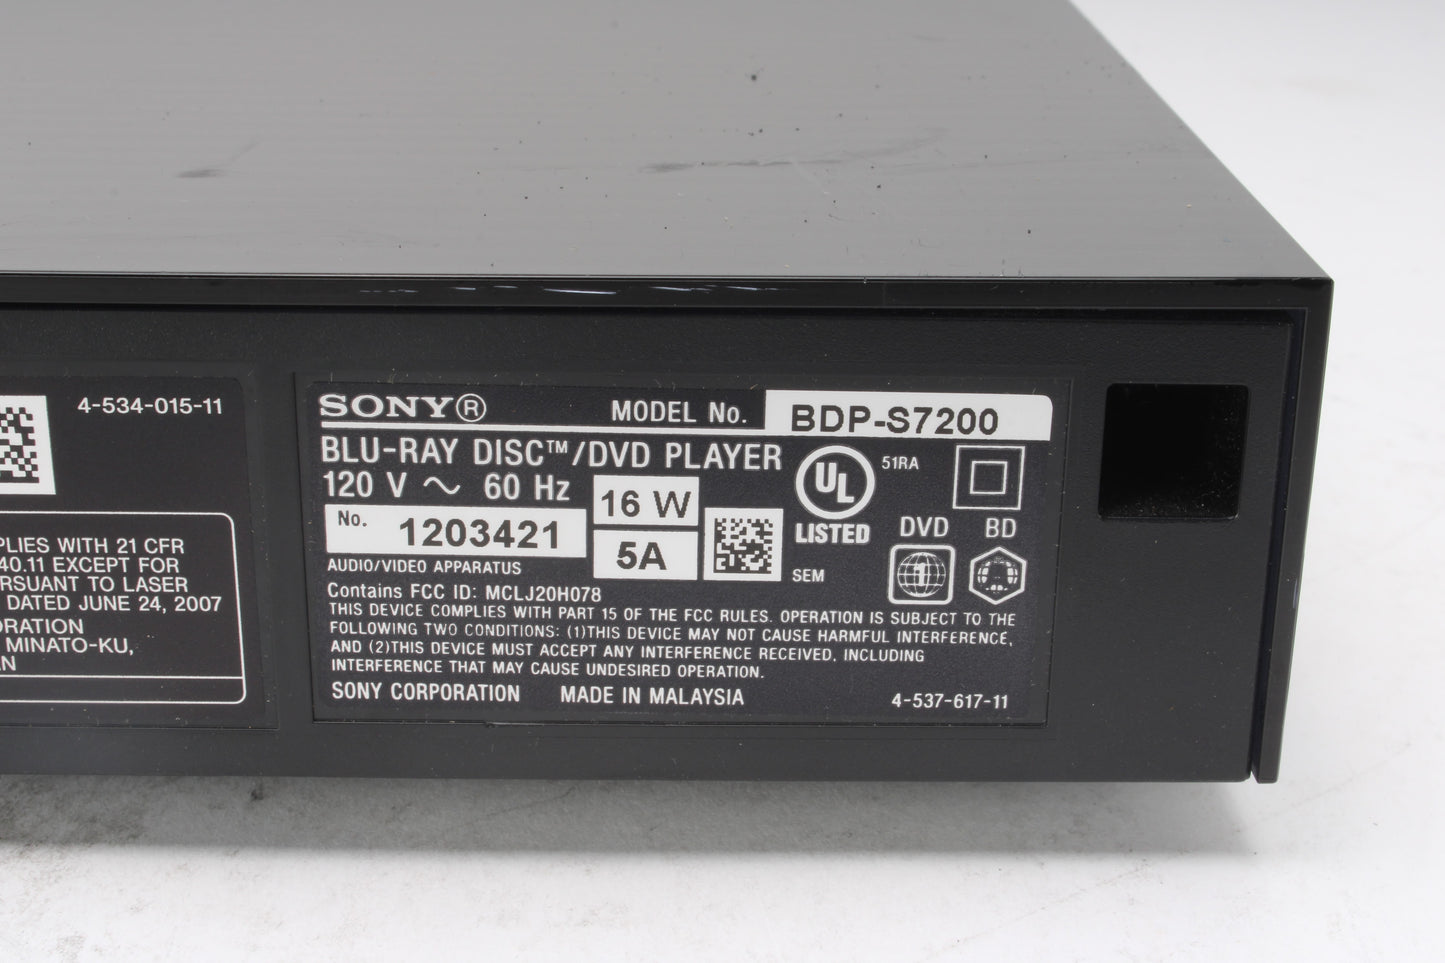 4-534-015-11
PLIES WITH 21 CFR
40.11 EXCEPT FOR
RSUANT TO LASER
DATED JUNE 24, 2007
ORATION
MINATO-KU,
AN
SONY®
MODEL No. BDP-S7200
BLU-RAY DISC™/DVD PLAYER
120 V ~ 60 Hz
16 W
No. 1203421
5A
AUDIO/VIDEO APPARATUS
UL
LISTED
51RA
SEM
DVD
1
BD
Contains FCC ID: MCLJ20H078
THIS DEVICE COMPLIES WITH PART 15 OF THE FCC RULES. OPERATION IS SUBJECT TO THE
FOLLOWING TWO CONDITIONS: (1)THIS DEVICE MAY NOT CAUSE HARMFUL INTERFERENCE,
AND (2)THIS DEVICE MUST ACCEPT ANY INTERFERENCE RECEIVED, INCLUDING
INTERFERENCE THAT MAY CAUSE UNDESIRED OPERATION.
SONY CORPORATION MADE IN MALAYSIA
4-537-617-11